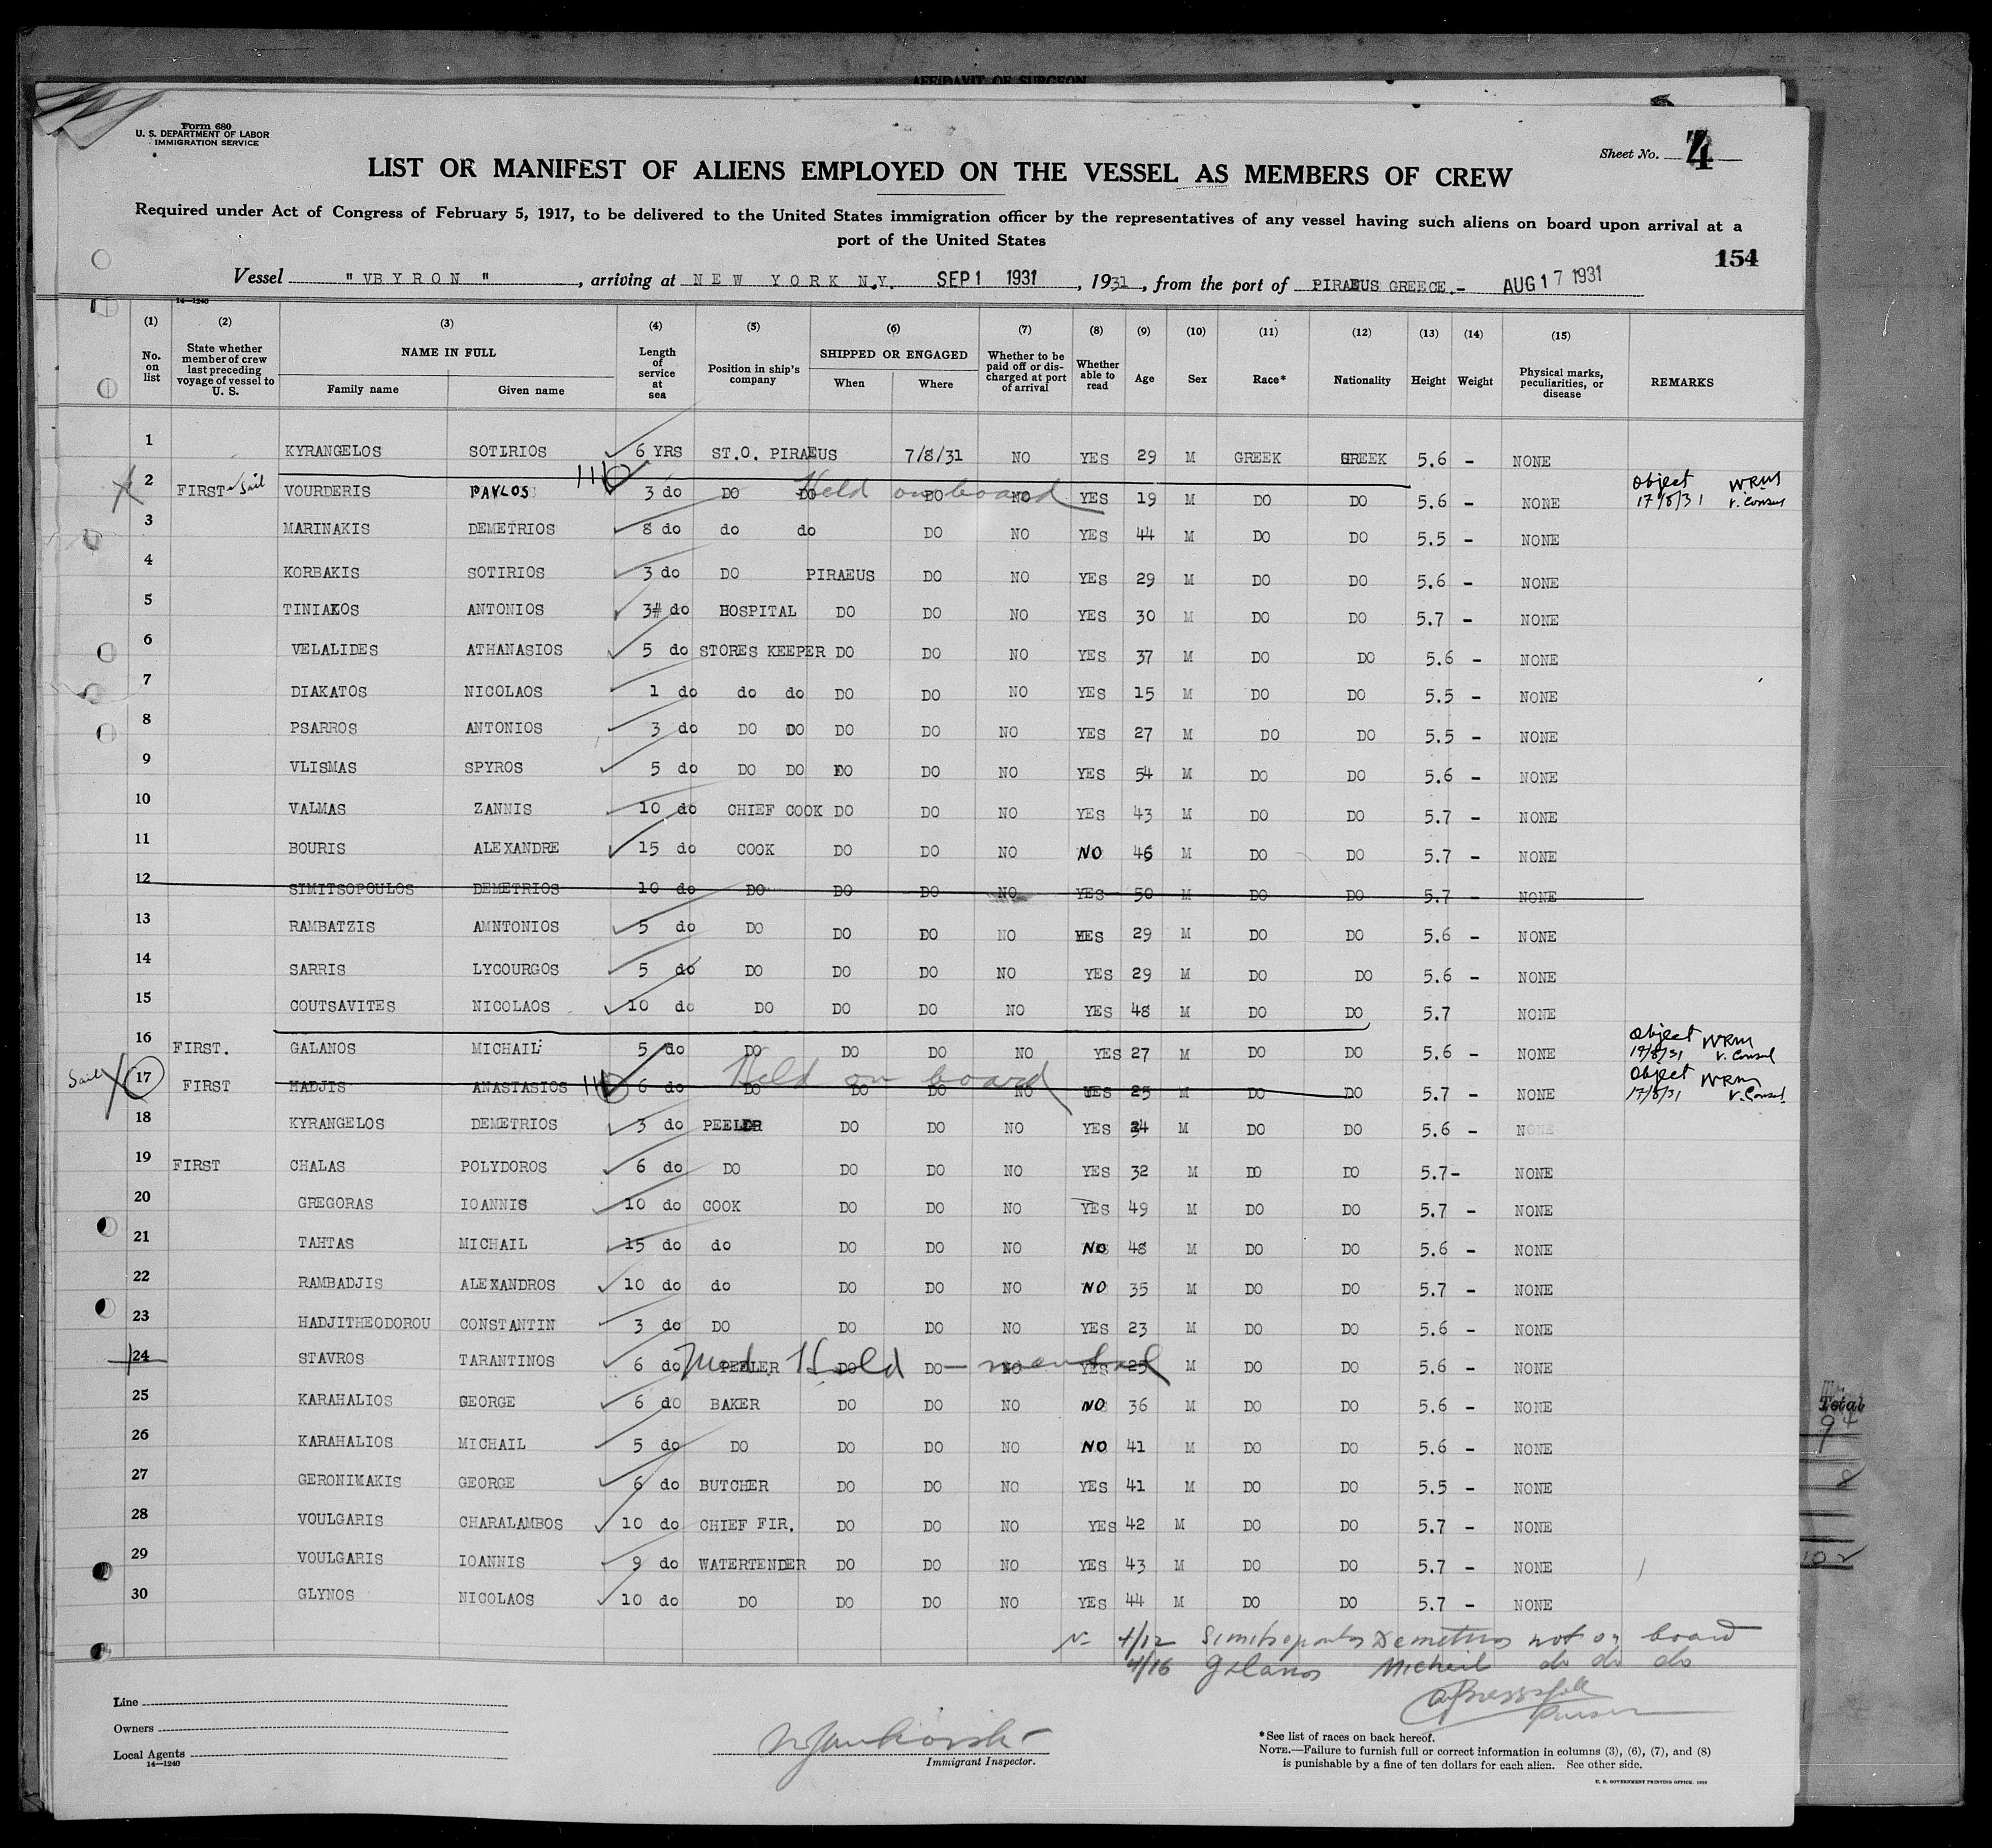 AFFIDAVIT OF SURGEON
Form 680
U. S. DEPARTMENT OF LABOR
IMMIGRATION SERVICE
Sheet No. 4
LIST OR MANIFEST OF ALIENS EMPLOYED ON THE VESSEL AS MEMBERS OF CREW
Required under Act of Congress of February 5, 1917, to be delivered to the United States immigration officer by the representatives of any vessel having such aliens on board upon arrival at a
port of the United States
154
Vessel " VBYRON ", arriving at NEW YORK N.Y. SEP 1 1931, 1931, from the port of PIRAEUS GREECE.- AUG 17 1931
14—1240
(1) (2) (3) (4) (5) (6) (7) (8) (9) (10) (11) (12) (13) (14) (15)
No. on list State whether member of crew last preceding voyage of vessel to U. S. NAME IN FULL Family name Given name Length of service at sea Position in ship's company SHIPPED OR ENGAGED When Where Whether to be paid off or discharged at port of arrival Whether able to read Age Sex Race* Nationality Height Weight Physical marks, peculiarities, or disease REMARKS
1 KYRANGELOS SOTIRIOS 6 YRS ST.O. PIRAEUS 7/8/31 NO YES 29 M GREEK GREEK 5.6 - NONE
2 FIRST Sail VOURDERIS PAVLOS 3 do DO DO Held on board DO NO YES 19 M DO DO 5.6 - NONE Object 17/8/31 WRM V. Consul
3 MARINAKIS DEMETRIOS 8 do do do DO NO YES 44 M DO DO 5.5 - NONE
4 KORBAKIS SOTIRIOS 3 do DO PIRAEUS DO NO YES 29 M DO DO 5.6 - NONE
5 TINIAKOS ANTONIOS 3# do HOSPITAL DO DO NO YES 30 M DO DO 5.7 - NONE
6 VELALIDES ATHANASIOS 5 do STORES KEEPER DO DO NO YES 37 M DO DO 5.6 - NONE
7 DIAKATOS NICOLAOS 1 do do do DO DO NO YES 15 M DO DO 5.5 - NONE
8 PSARROS ANTONIOS 3 do DO DO DO DO NO YES 27 M DO DO 5.5 - NONE
9 VLISMAS SPYROS 5 do DO DO DO DO NO YES 54 M DO DO 5.6 - NONE
10 VALMAS ZANNIS 10 do CHIEF COOK DO DO NO YES 43 M DO DO 5.7 - NONE
11 BOURIS ALEXANDRE 15 do COOK DO DO NO NO 46 M DO DO 5.7 - NONE
12 SIMITSOPOULOS DEMETRIOS 10 do DO DO DO NO YES 50 M DO DO 5.7 - NONE
13 RAMBATZIS AMNTONIOS 5 do DO DO DO NO YES 29 M DO DO 5.6 - NONE
14 SARRIS LYCOURGOS 5 do DO DO DO NO YES 29 M DO DO 5.6 - NONE
15 COUTSAVITES NICOLAOS 10 do DO DO DO NO YES 48 M DO DO 5.7 NONE
16 FIRST. GALANOS MICHAIL 5 do DO DO DO NO YES 27 M DO DO 5.6 - NONE Object 17/8/31 WRM V. Consul
Sail 17 FIRST HADJIS ANASTASIOS 6 do DO Held on board DO DO NO YES 25 M DO DO 5.7 - NONE Object 17/8/31 WRM V. Consul
18 KYRANGELOS DEMETRIOS 3 do PEELER DO DO NO YES 34 M DO DO 5.6 - NONE
19 FIRST CHALAS POLYDOROS 6 do DO DO DO NO YES 32 M DO DO 5.7- NONE
20 GREGORAS IOANNIS 10 do COOK DO DO NO YES 49 M DO DO 5.7 - NONE
21 TAHTAS MICHAIL 15 do do DO DO NO NO 48 M DO DO 5.6 - NONE
22 RAMBADJIS ALEXANDROS 10 do do DO DO NO NO 35 M DO DO 5.7 - NONE
23 HADJITHEODOROU CONSTANTIN 3 do DO DO DO NO YES 23 M DO DO 5.6 - NONE
24 STAVROS TARANTINOS 6 do PEELER Med. Hold - mental DO DO NO YES 25 M DO DO 5.6 - NONE
25 KARAHALIOS GEORGE 6 do BAKER DO DO NO NO 36 M DO DO 5.6 - NONE
26 KARAHALIOS MICHAIL 5 do DO DO DO NO NO 41 M DO DO 5.6 - NONE
27 GERONIMAKIS GEORGE 6 do BUTCHER DO DO NO YES 41 M DO DO 5.5 - NONE
28 VOULGARIS CHARALAMBOS 10 do CHIEF FIR. DO DO NO YES 42 M DO DO 5.7 - NONE
29 VOULGARIS IOANNIS 9 do WATERTENDER DO DO NO YES 43 M DO DO 5.7 - NONE
30 GLYNOS NICOLAOS 10 do DO DO DO NO YES 44 M DO DO 5.7 - NONE
Total
94
8
102
4/12 Simitsopoulos Demetrios not on board
4/16 Galanos Micheil do do do
Purser
Line
Owners
Local Agents
14—1240
Immigrant Inspector.
*See list of races on back hereof.
NOTE.—Failure to furnish full or correct information in columns (3), (6), (7), and (8)
is punishable by a fine of ten dollars for each alien. See other side.
U. S. GOVERNMENT PRINTING OFFICE.